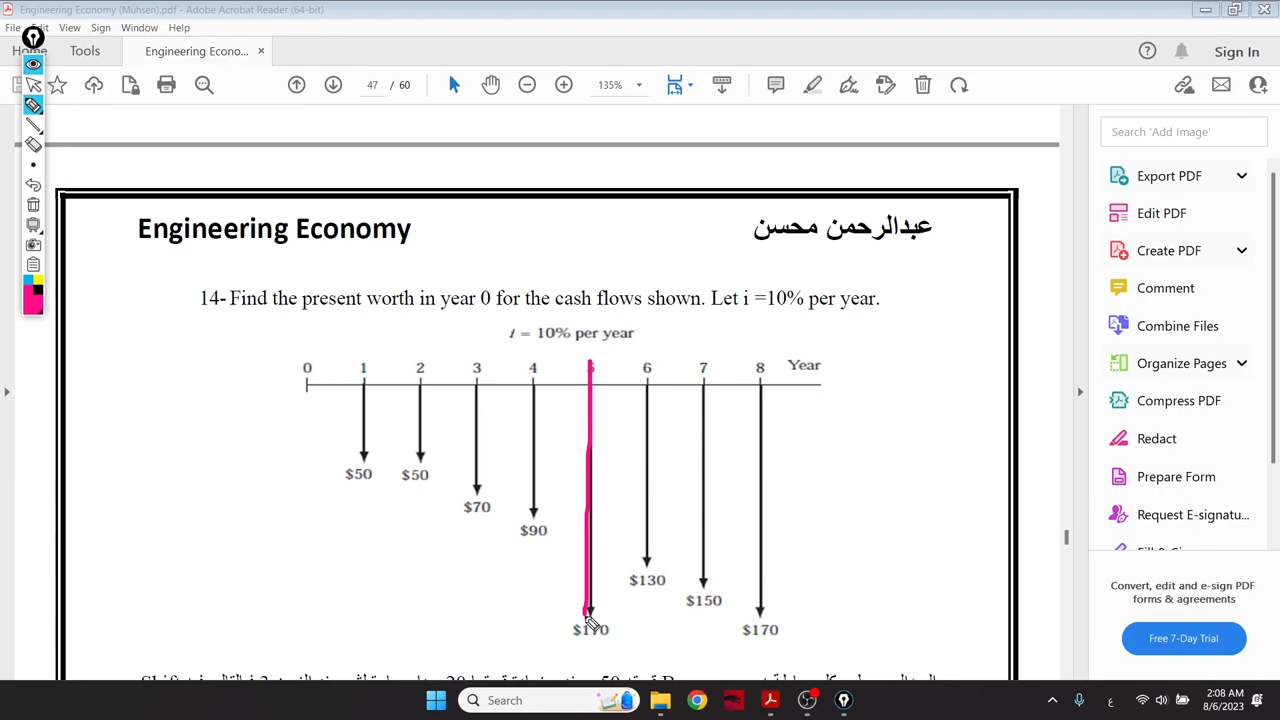 Engineering Economy (Muhsen).pdf - Adobe Acrobat Reader (64-bit)
File Edit View Sign Window Help
Home Tools Engineering Econo... × Sign In
47 / 60 135%
Search 'Add Image'
Export PDF
Edit PDF
Create PDF
Comment
Combine Files
Organize Pages
Compress PDF
Redact
Prepare Form
Request E-signatu...
Convert, edit and e-sign PDF
forms & agreements
Free 7-Day Trial
Engineering Economy عبدالرحمن محسن
14- Find the present worth in year 0 for the cash flows shown. Let i =10% per year.
i = 10% per year
0 1 2 3 4 5 6 7 8 Year
$50 $50
$70
$90
$130
$150
$170 $170
Search
2:08 AM
8/6/2023